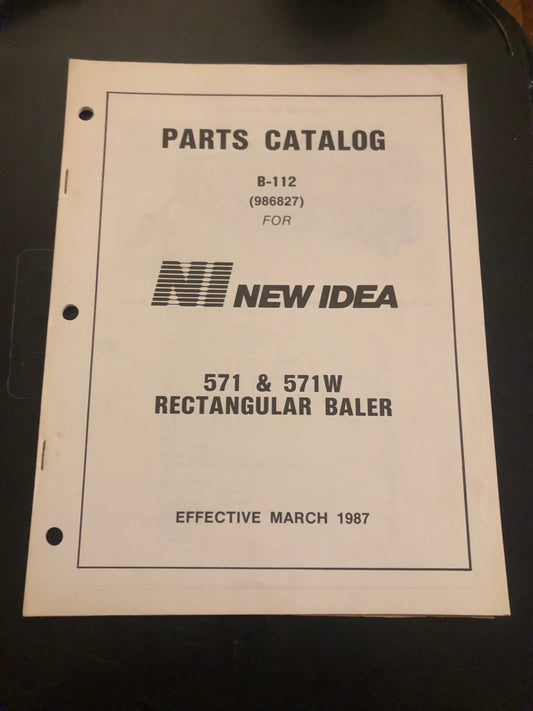 PARTS CATALOG
B-112
(986827)
FOR
NI NEW IDEA
571 & 571W
RECTANGULAR BALER
EFFECTIVE MARCH 1987